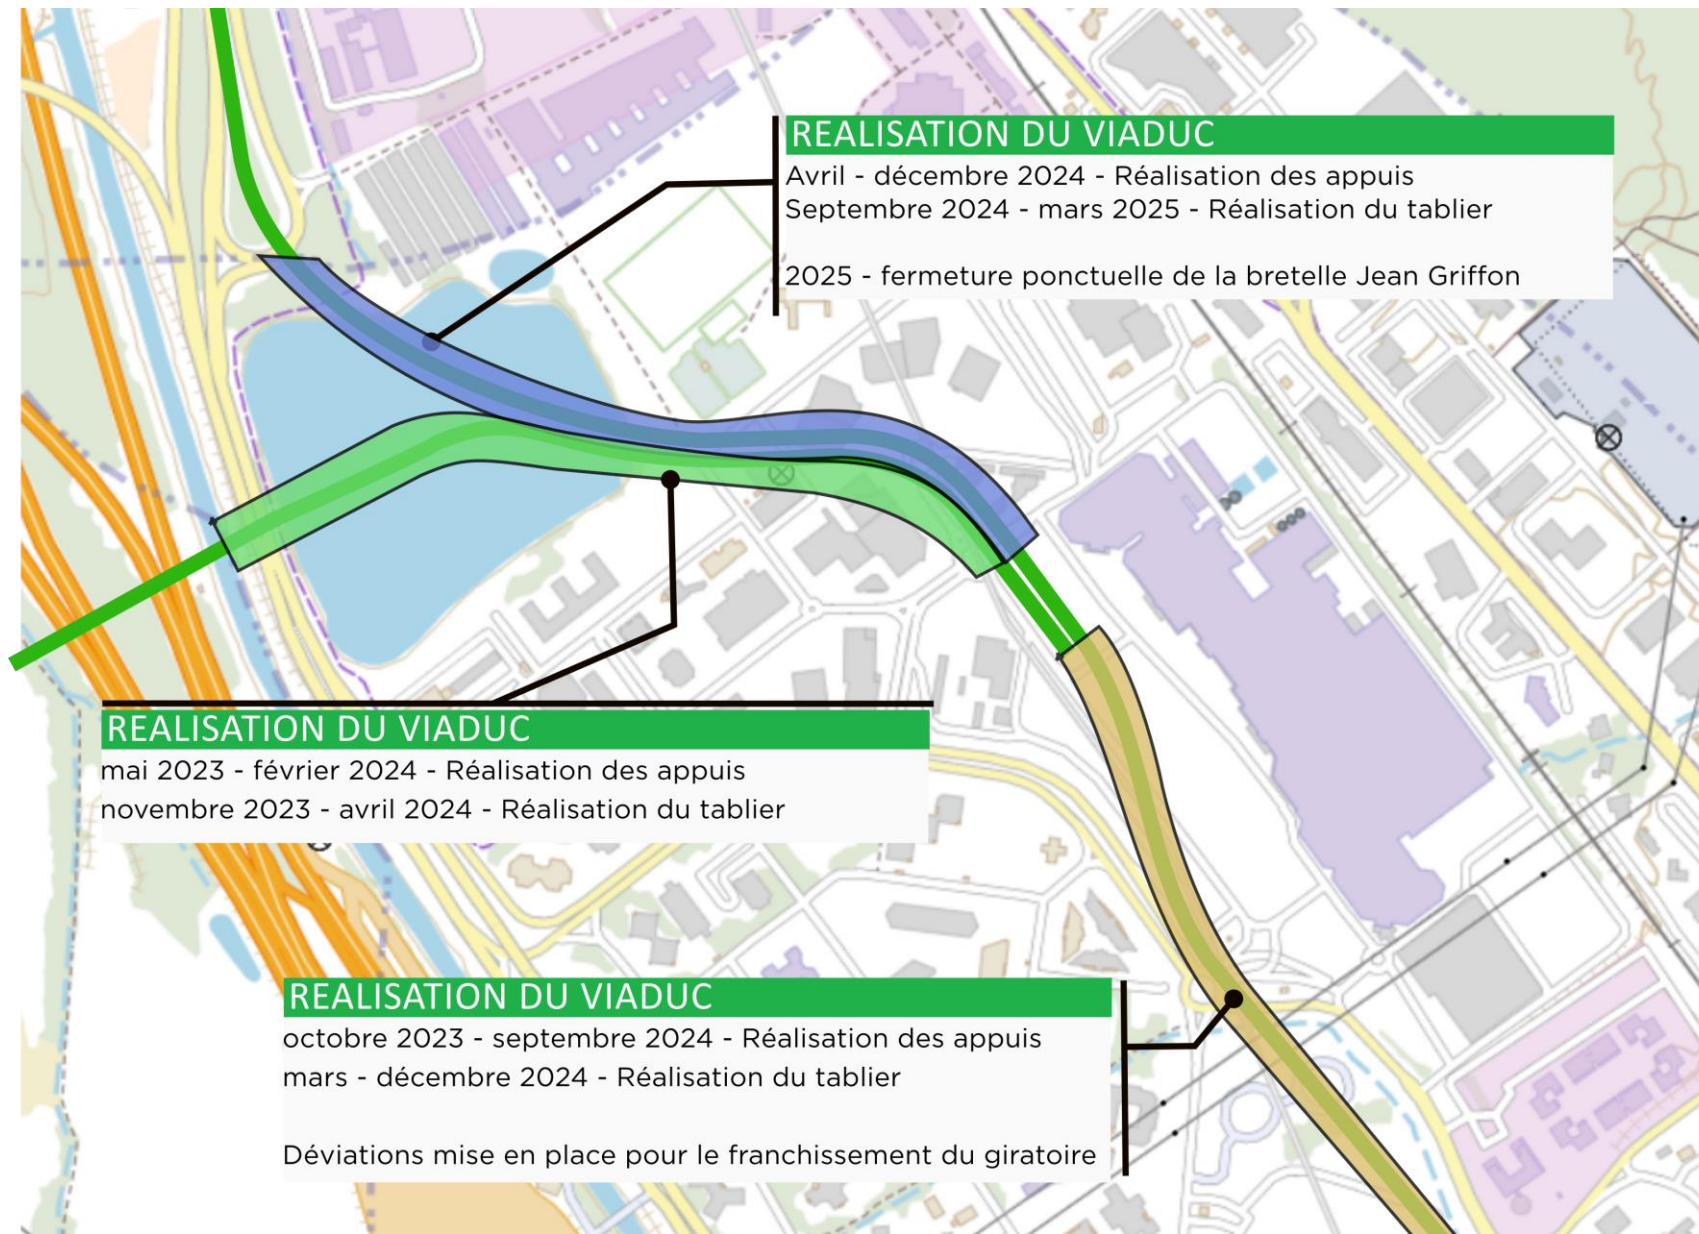 REALISATION DU VIADUC
Avril - décembre 2024 - Réalisation des appuis
Septembre 2024 - mars 2025 - Réalisation du tablier
2025 - fermeture ponctuelle de la bretelle Jean Griffon
REALISATION DU VIADUC
mai 2023 - février 2024 - Réalisation des appuis
novembre 2023 - avril 2024 - Réalisation du tablier
REALISATION DU VIADUC
octobre 2023 - septembre 2024 - Réalisation des appuis
mars - décembre 2024 - Réalisation du tablier
Déviations mise en place pour le franchissement du giratoire